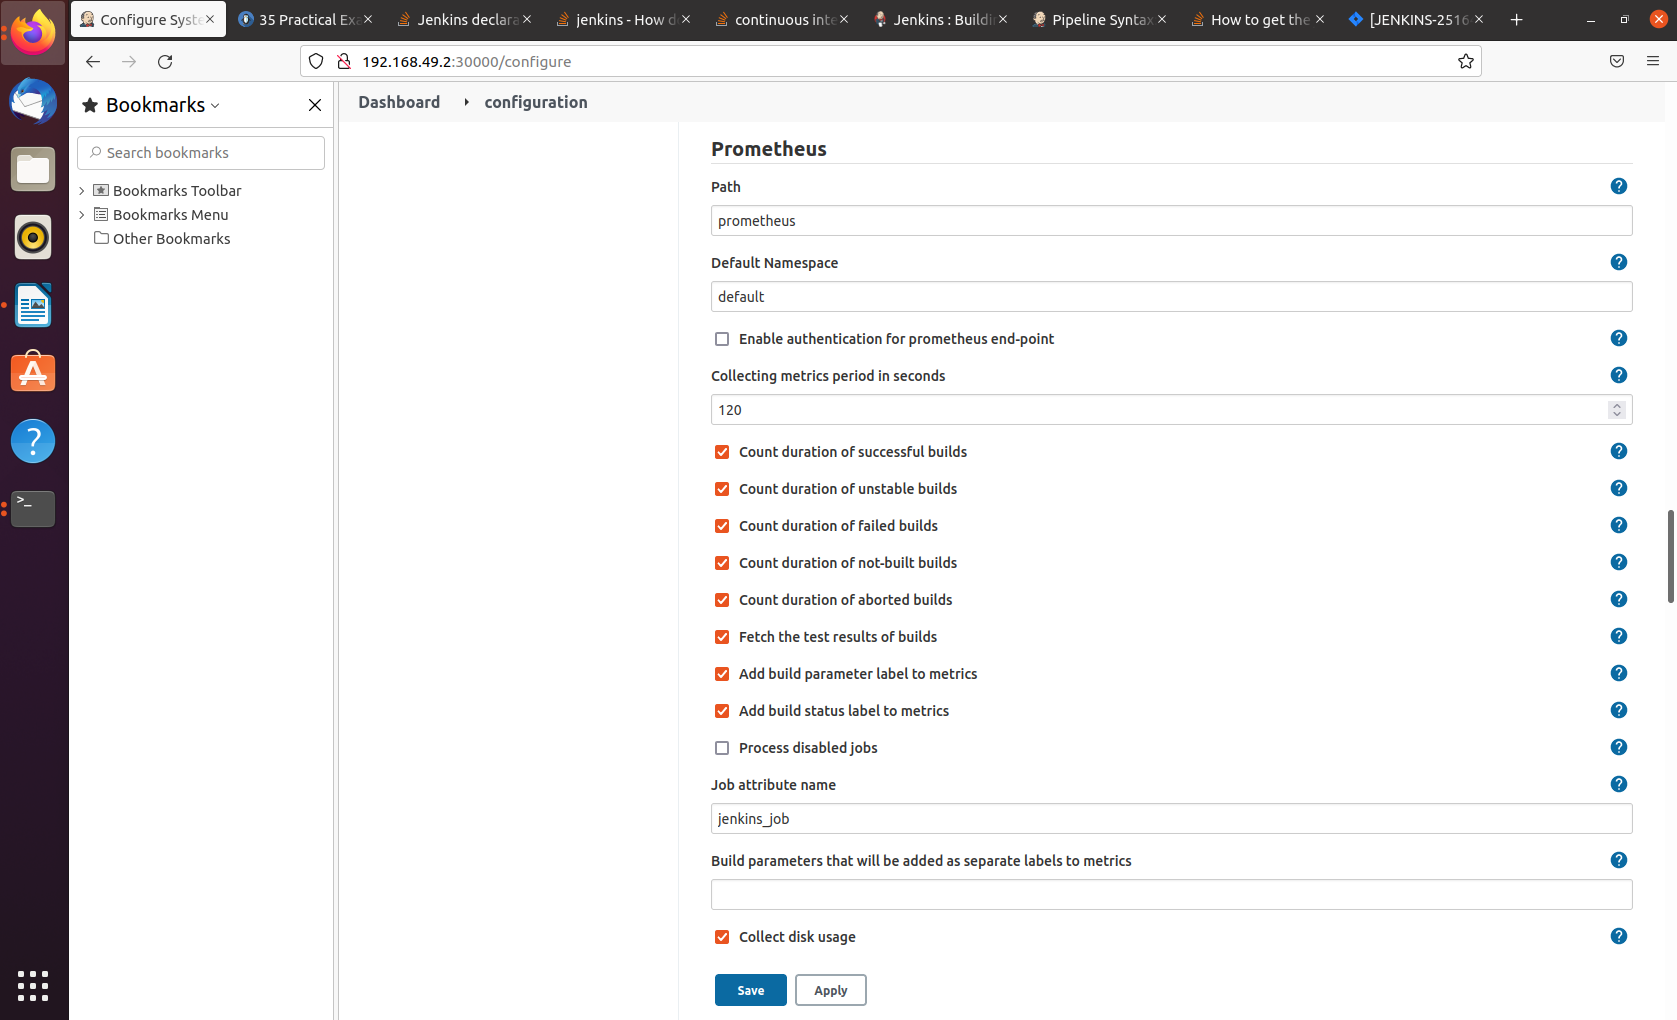 Configure Syste
35 Practical Exa
Jenkins declara
jenkins - How d
continuous inte
Jenkins : Buildi
Pipeline Syntax
How to get the
[JENKINS-2516
192.168.49.2:30000/configure
Bookmarks
Search bookmarks
Bookmarks Toolbar
Bookmarks Menu
Other Bookmarks
Dashboard
configuration
Prometheus
Path
prometheus
Default Namespace
default
Enable authentication for prometheus end-point
Collecting metrics period in seconds
120
Count duration of successful builds
Count duration of unstable builds
Count duration of failed builds
Count duration of not-built builds
Count duration of aborted builds
Fetch the test results of builds
Add build parameter label to metrics
Add build status label to metrics
Process disabled jobs
Job attribute name
jenkins_job
Build parameters that will be added as separate labels to metrics
Collect disk usage
Save
Apply